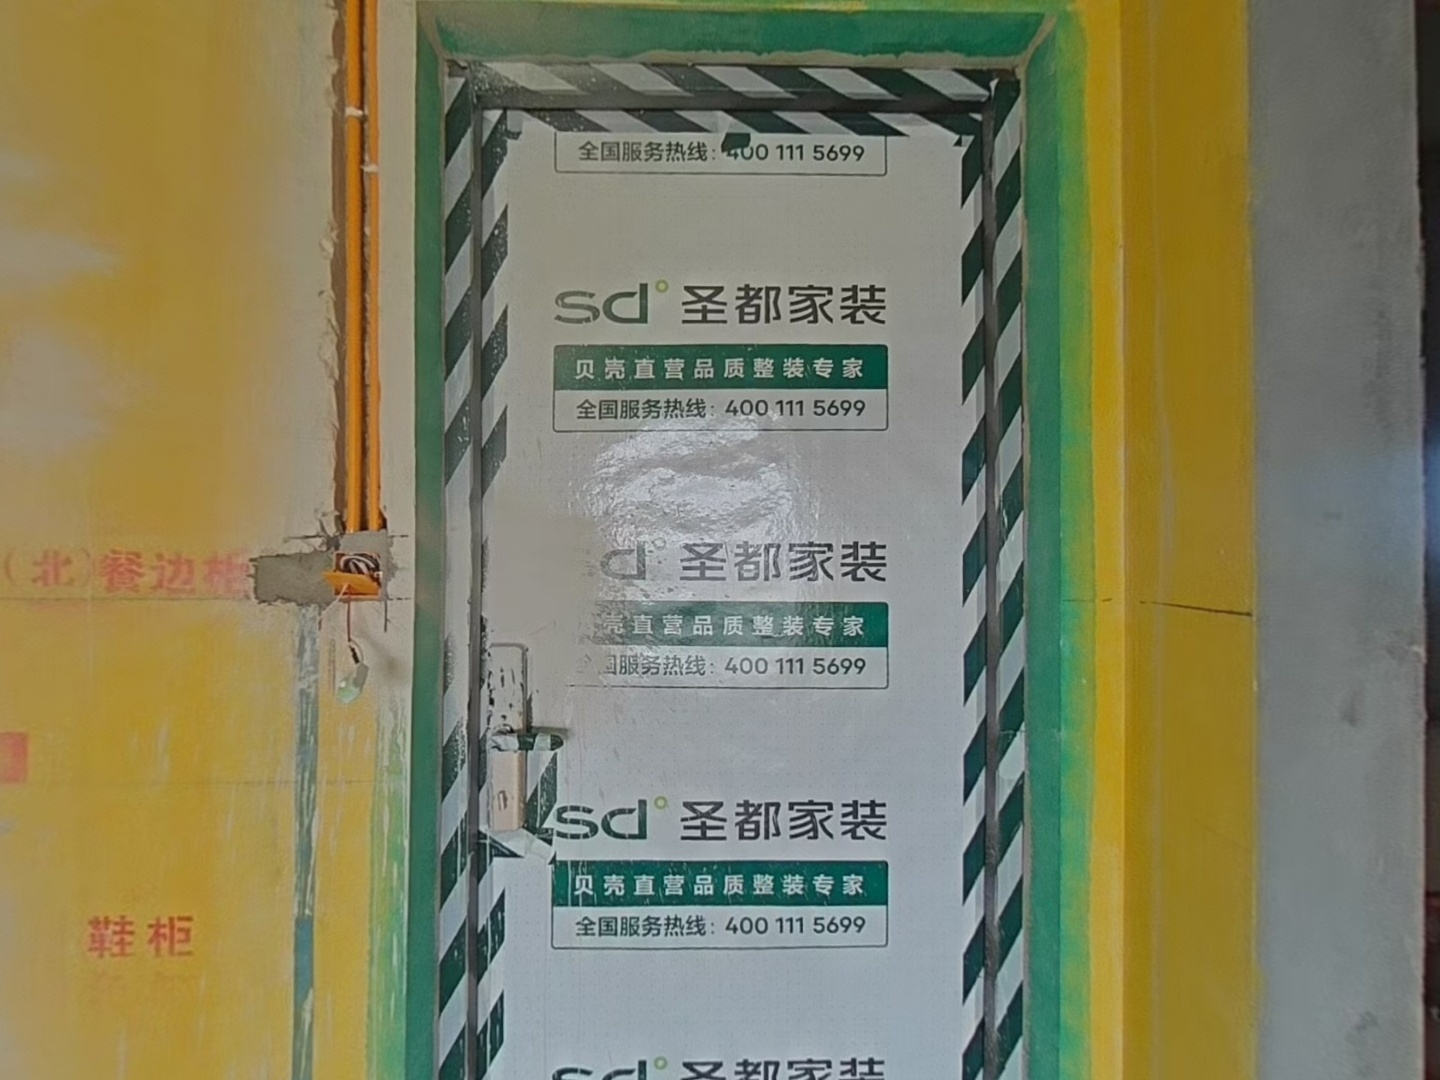 全国服务热线：400 111 5699
sd 圣都家装
贝壳直营品质整装专家
全国服务热线：400 111 5699
d 圣都家装
壳直营品质整装专家
国服务热线：400 111 5699
（北）餐边柜
sd 圣都家装
贝壳直营品质整装专家
全国服务热线：400 111 5699
鞋柜
sd 圣都家装